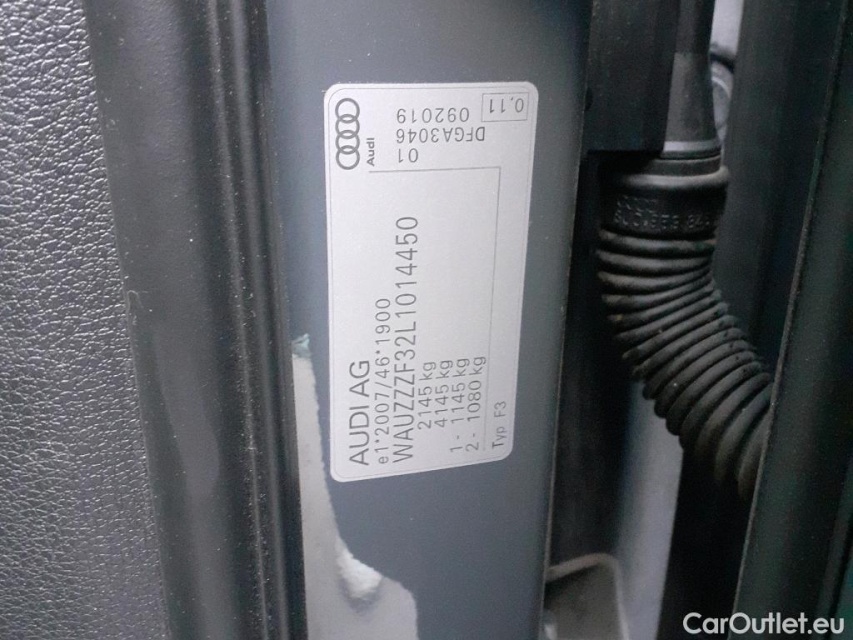 AUDI AG
e1*2007/46*1900
WAUZZZF32L1014450
2145 kg
4145 kg
1- 1145 kg
2- 1080 kg
Typ F3
Audi
01
092019
DFGA3046
0.11
CarOutlet.eu